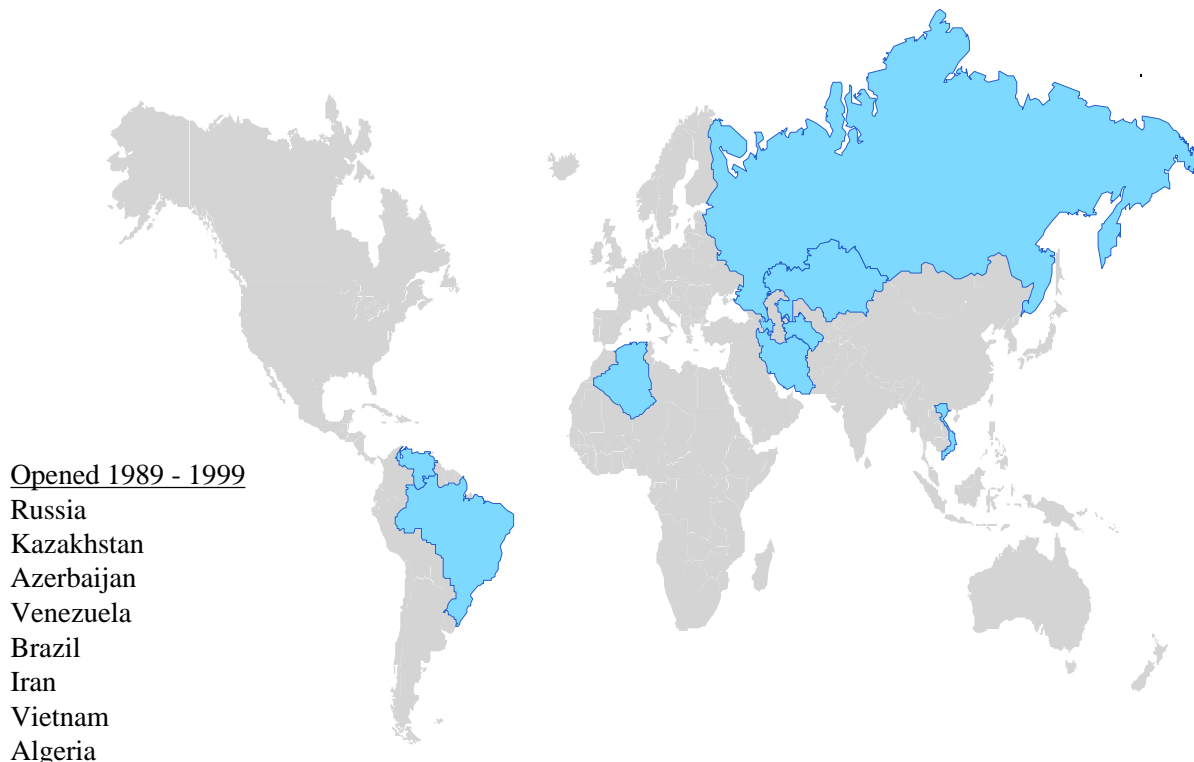 Opened 1989 - 1999
Russia
Kazakhstan
Azerbaijan
Venezuela
Brazil
Iran
Vietnam
Algeria